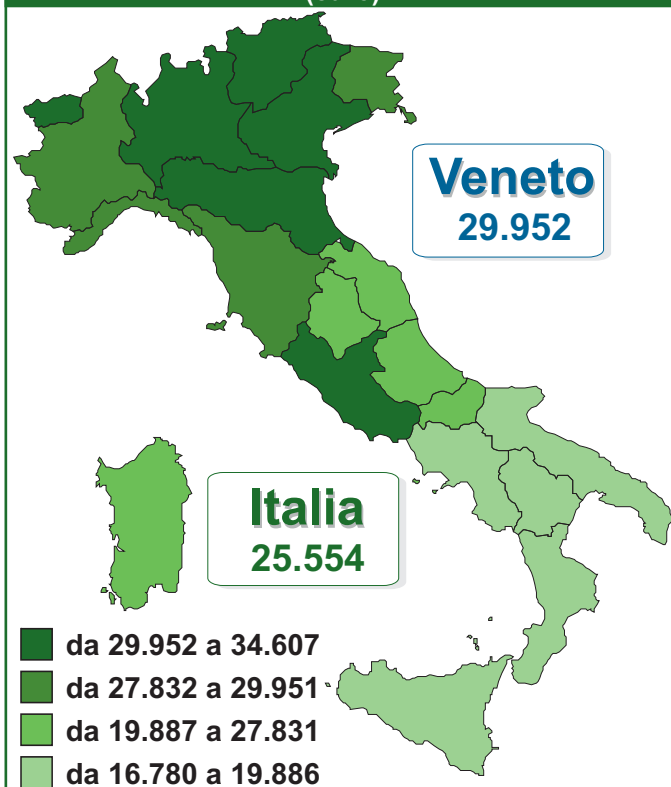 Veneto
29.952
Italia
25.554
da 29.952 a 34.607
da 27.832 a 29.951
da 19.887 a 27.831
da 16.780 a 19.886